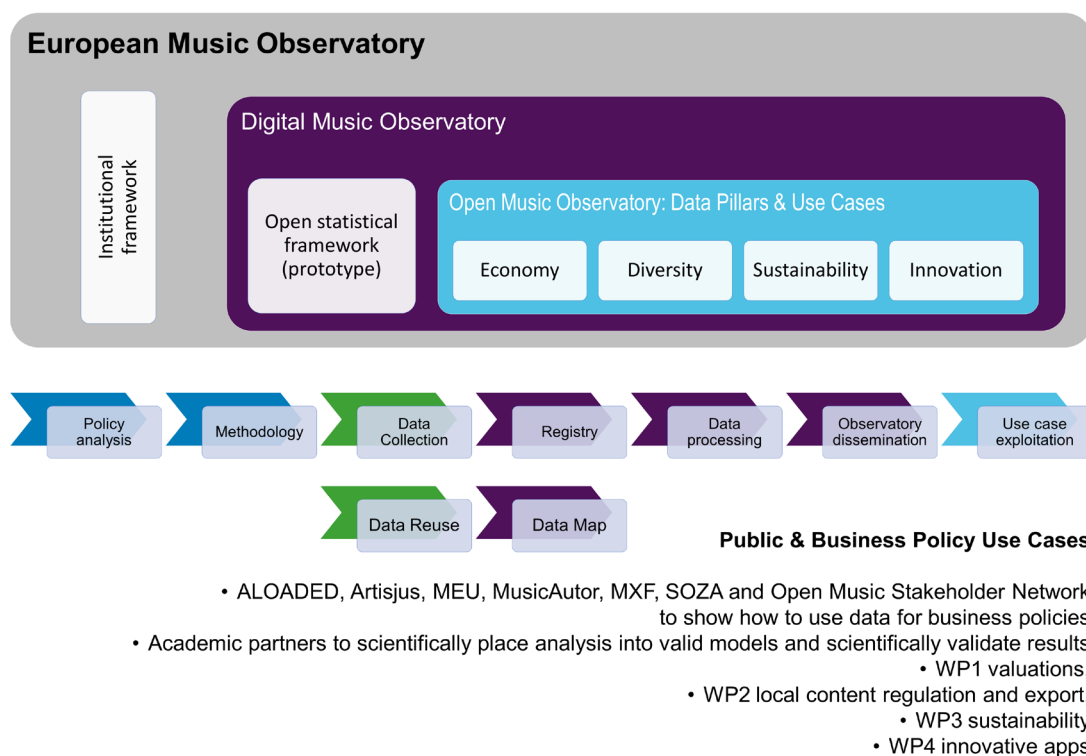 European Music Observatory
Institutional
framework
Digital Music Observatory
Open statistical
framework
(prototype)
Open Music Observatory: Data Pillars & Use Cases
Economy
Diversity
Sustainability
Innovation
Policy
analysis
Methodology
Data
Collection
Registry
Data
processing
Observatory
dissemination
Use case
exploitation
Data Reuse
Data Map
Public & Business Policy Use Cases
• ALOADED, Artisjus, MEU, MusicAutor, MXF, SOZA and Open Music Stakeholder Network
to show how to use data for business policies
• Academic partners to scientifically place analysis into valid models and scientifically validate results
• WP1 valuations
• WP2 local content regulation and export
• WP3 sustainability
• WP4 innovative apps